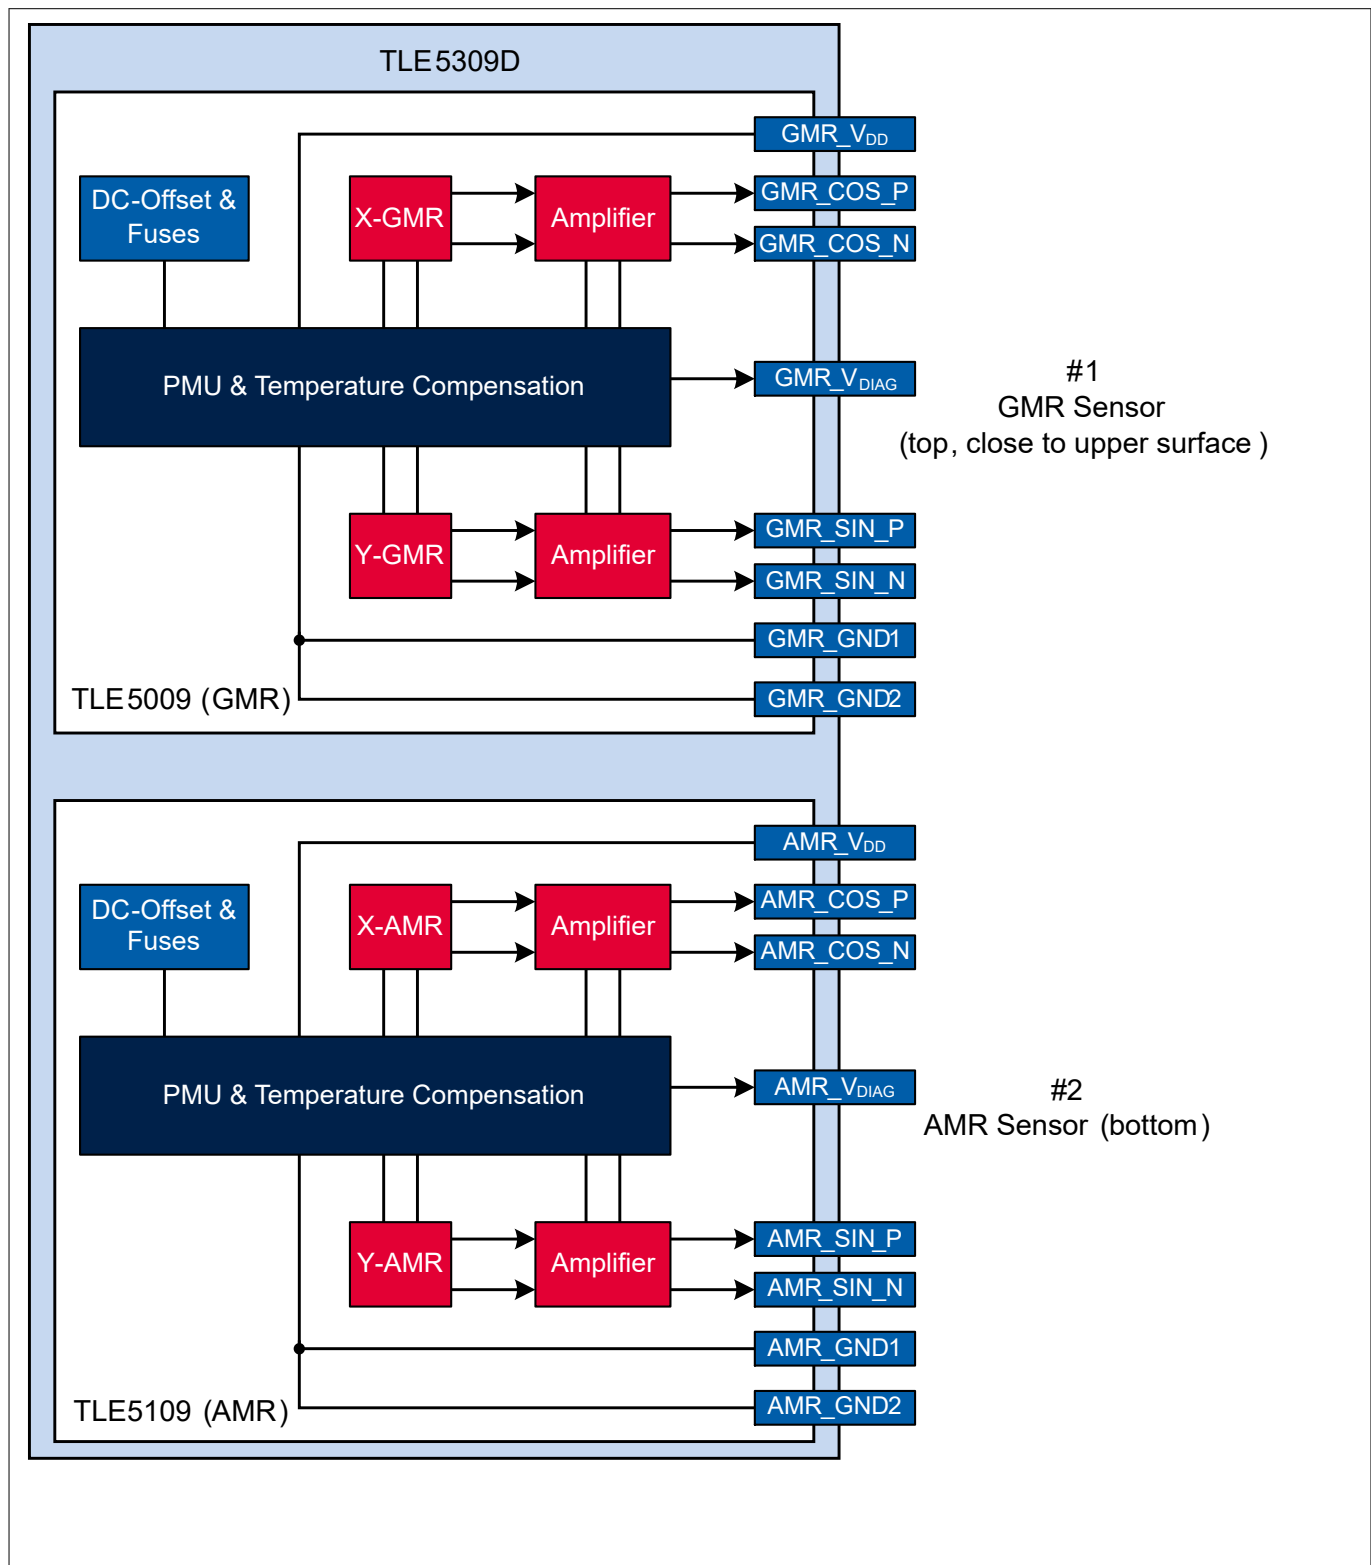 TLE5309D
GMR_VDD
DC-Offset &
Fuses
X-GMR
Amplifier
GMR_COS_P
GMR_COS_N
PMU & Temperature Compensation
GMR_VDIAG
#1
GMR Sensor
(top, close to upper surface )
Y-GMR
Amplifier
GMR_SIN_P
GMR_SIN_N
GMR_GND1
TLE5009 (GMR)
GMR_GND2
AMR_VDD
DC-Offset &
Fuses
X-AMR
Amplifier
AMR_COS_P
AMR_COS_N
PMU & Temperature Compensation
AMR_VDIAG
#2
AMR Sensor (bottom)
Y-AMR
Amplifier
AMR_SIN_P
AMR_SIN_N
AMR_GND1
TLE5109 (AMR)
AMR_GND2